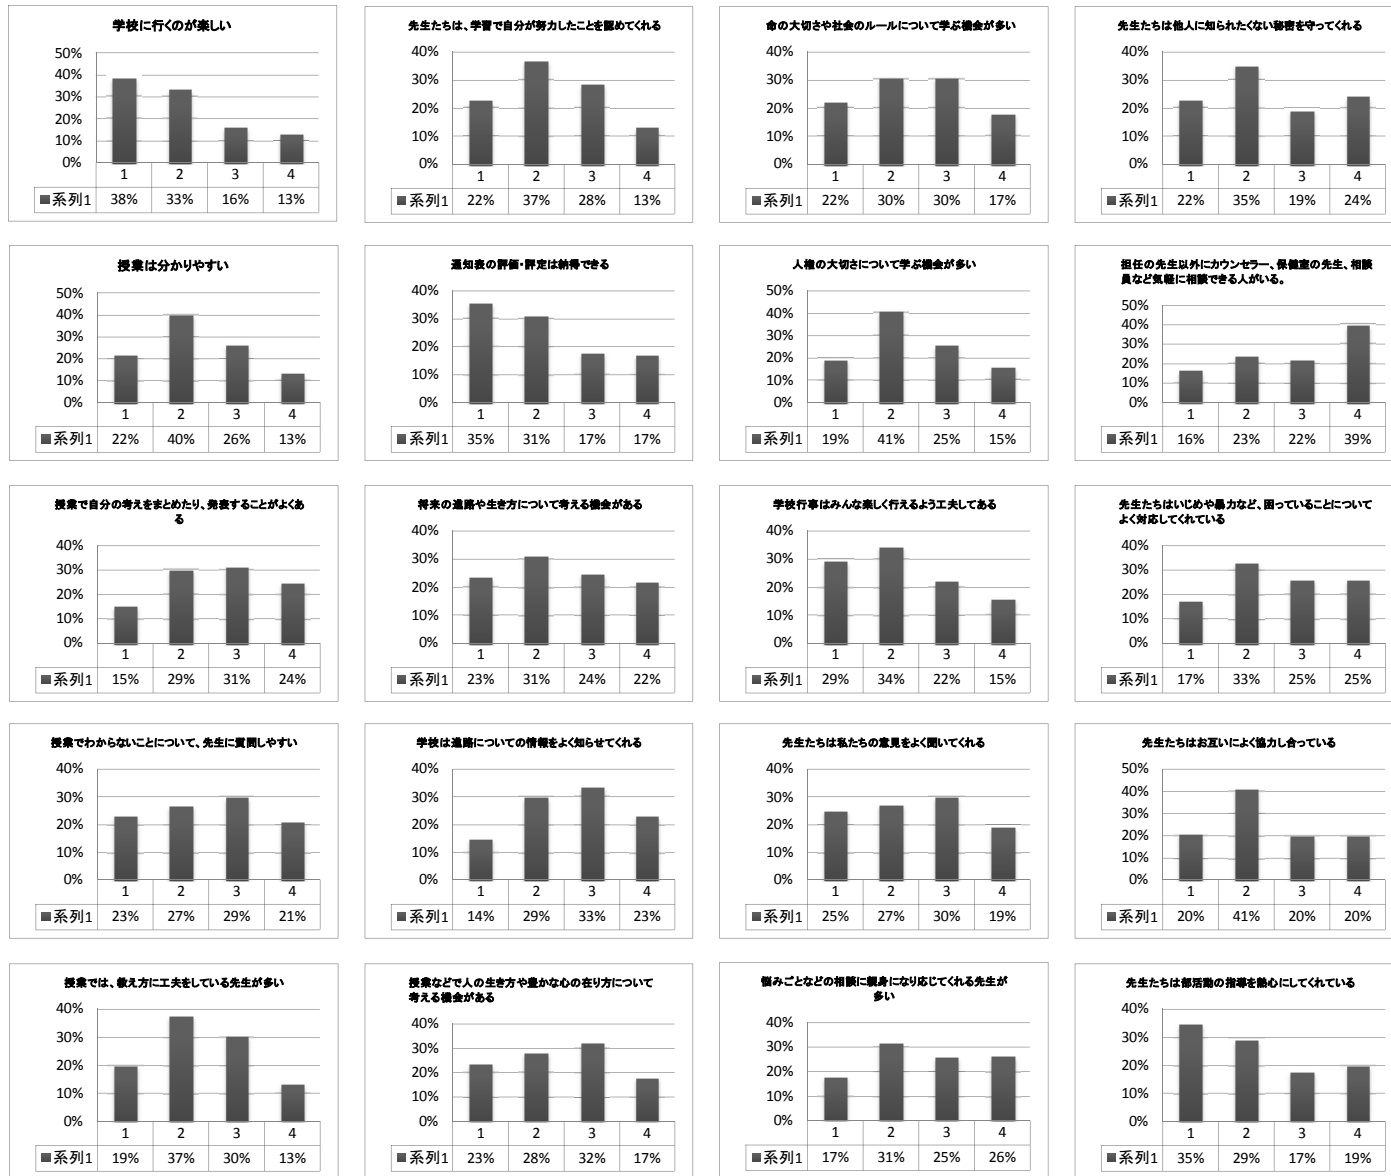 学校に行くのが楽しい
50%
40%
30%
20%
10%
0%
1 2 3 4
系列1 38% 33% 16% 13%
先生たちは、学習で自分が努力したことを認めてくれる
40%
30%
20%
10%
0%
1 2 3 4
系列1 22% 37% 28% 13%
命の大切さや社会のルールについて学ぶ機会が多い
40%
30%
20%
10%
0%
1 2 3 4
系列1 22% 30% 30% 17%
先生たちは他人に知られたくない秘密を守ってくれる
40%
30%
20%
10%
0%
1 2 3 4
系列1 22% 35% 19% 24%
授業は分かりやすい
50%
40%
30%
20%
10%
0%
1 2 3 4
系列1 22% 40% 26% 13%
通知表の評価・評定は納得できる
40%
30%
20%
10%
0%
1 2 3 4
系列1 35% 31% 17% 17%
人権の大切さについて学ぶ機会が多い
50%
40%
30%
20%
10%
0%
1 2 3 4
系列1 19% 41% 25% 15%
担任の先生以外にカウンセラー、保健室の先生、相談
員など気軽に相談できる人がいる。
50%
40%
30%
20%
10%
0%
1 2 3 4
系列1 16% 23% 22% 39%
授業で自分の考えをまとめたり、発表することがよくあ
る
40%
30%
20%
10%
0%
1 2 3 4
系列1 15% 29% 31% 24%
将来の進路や生き方について考える機会がある
40%
30%
20%
10%
0%
1 2 3 4
系列1 23% 31% 24% 22%
学校行事はみんな楽しく行えるよう工夫してある
40%
30%
20%
10%
0%
1 2 3 4
系列1 29% 34% 22% 15%
先生たちはいじめや暴力など、困っていることについて
よく対応してくれている
40%
30%
20%
10%
0%
1 2 3 4
系列1 17% 33% 25% 25%
授業でわからないことについて、先生に質問しやすい
40%
30%
20%
10%
0%
1 2 3 4
系列1 23% 27% 29% 21%
学校は進路についての情報をよく知らせてくれる
40%
30%
20%
10%
0%
1 2 3 4
系列1 14% 29% 33% 23%
先生たちは私たちの意見をよく聞いてくれる
40%
30%
20%
10%
0%
1 2 3 4
系列1 25% 27% 30% 19%
先生たちはお互いによく協力し合っている
50%
40%
30%
20%
10%
0%
1 2 3 4
系列1 20% 41% 20% 20%
授業では、教え方に工夫をしている先生が多い
40%
30%
20%
10%
0%
1 2 3 4
系列1 19% 37% 30% 13%
授業などで人の生き方や豊かな心の在り方について
考える機会がある
40%
30%
20%
10%
0%
1 2 3 4
系列1 23% 28% 32% 17%
悩みごとなどの相談に親身になり応じてくれる先生が
多い
40%
30%
20%
10%
0%
1 2 3 4
系列1 17% 31% 25% 26%
先生たちは部活動の指導を熱心にしてくれている
40%
30%
20%
10%
0%
1 2 3 4
系列1 35% 29% 17% 19%